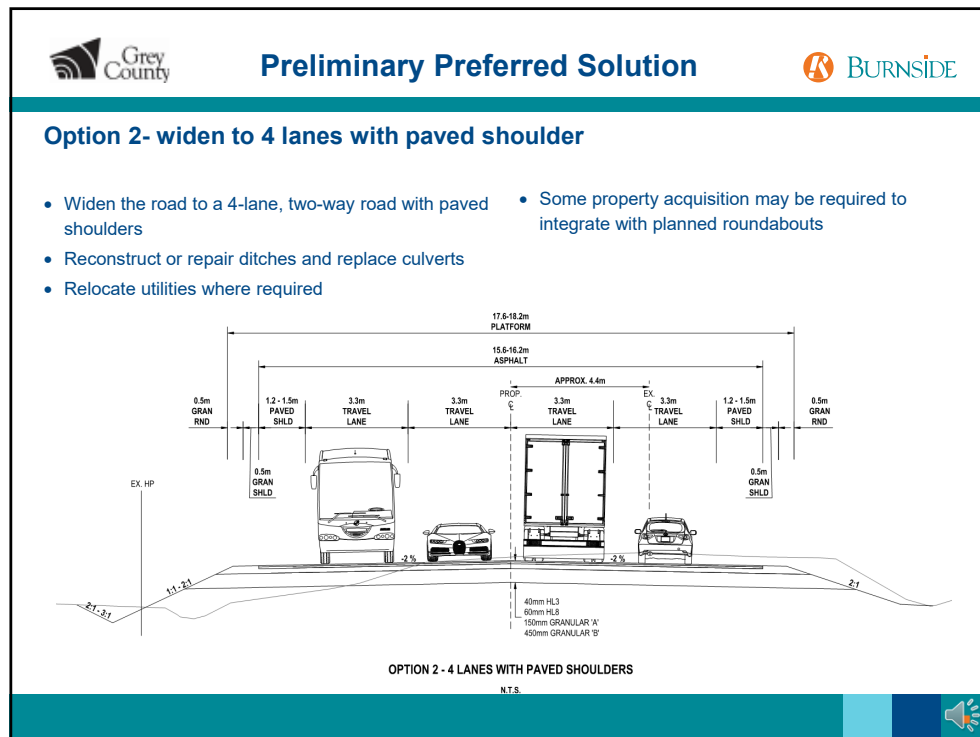 Grey
County
Preliminary Preferred Solution
BURNSIDE
Option 2- widen to 4 lanes with paved shoulder
• Widen the road to a 4-lane, two-way road with paved
shoulders
• Reconstruct or repair ditches and replace culverts
• Relocate utilities where required
• Some property acquisition may be required to
integrate with planned roundabouts
17.6-18.2m
PLATFORM
15.6-16.2m
ASPHALT
APPROX. 4.4m
PROP.
EX.
0.5m
GRAN
RND
1.2 - 1.5m
PAVED
SHLD
3.3m
TRAVEL
LANE
3.3m
TRAVEL
LANE
3.3m
TRAVEL
LANE
3.3m
TRAVEL
LANE
1.2 - 1.5m
PAVED
SHLD
0.5m
GRAN
RND
0.5m
GRAN
SHLD
0.5m
GRAN
SHLD
EX. HP
-2 %
-2 %
2:1 - 3:1
1:1 - 2:1
2:1
40mm HL3
60mm HL8
150mm GRANULAR 'A'
450mm GRANULAR 'B'
OPTION 2 - 4 LANES WITH PAVED SHOULDERS
N.T.S.